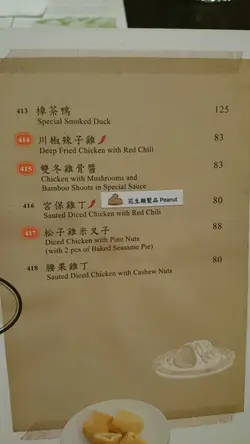 413 樟茶鴨 125
Special Smoked Duck
414 川椒辣子雞 83
Deep Fried Chicken with Red Chili
415 雙冬雞骨醬 83
Chicken with Mushrooms and
Bamboo Shoots in Special Sauce
花生類製品 Peanut
416 宮保雞丁 80
Sautéd Diced Chicken with Red Chili
417 松子雞米叉子 88
Diced Chicken with Pine Nuts
(with 2 pcs of Baked Seasame Pie)
418 腰果雞丁 80
Sautéd Diced Chicken with Cashew Nuts